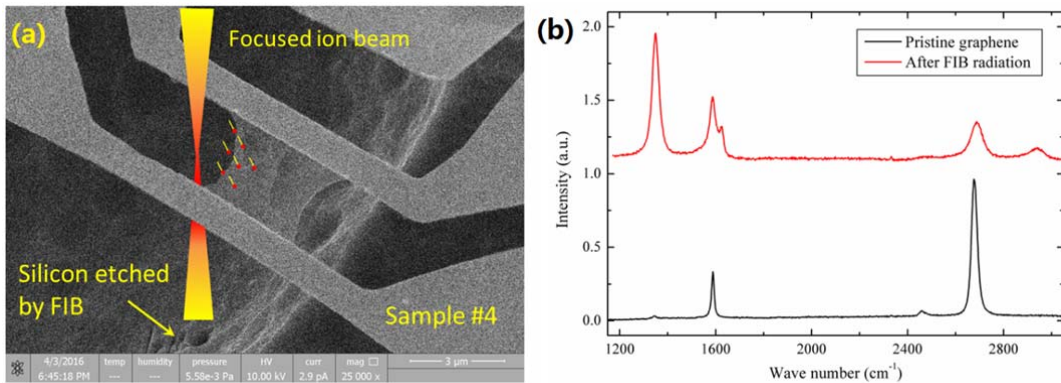 (a)
Focused ion beam
Silicon etched
by FIB
Sample #4
4/3/2016
6:45:18 PM
temp
---
humidity
---
pressure
5.58e-3 Pa
HV
10.00 kV
curr
2.9 pA
mag
25 000 x
3 µm
(b)
Pristine graphene
After FIB radiation
2.0
1.5
1.0
0.5
0.0
Intensity (a.u.)
1200 1600 2000 2400 2800
Wave number (cm⁻¹)